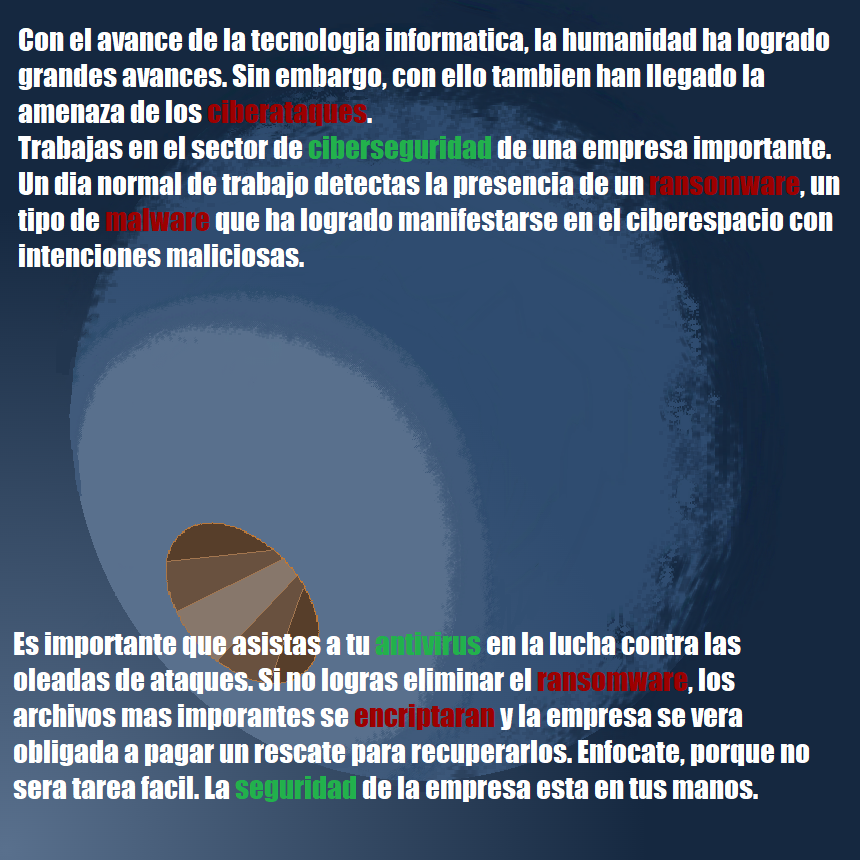 Con el avance de la tecnologia informatica, la humanidad ha logrado
grandes avances. Sin embargo, con ello tambien han llegado la
amenaza de los ciberataques.
Trabajas en el sector de ciberseguridad de una empresa importante.
Un dia normal de trabajo detectas la presencia de un ransomware, un
tipo de malware que ha logrado manifestarse en el ciberespacio con
intenciones maliciosas.
Es importante que asistas a tu antivirus en la lucha contra las
oleadas de ataques. Si no logras eliminar el ransomware, los
archivos mas imporantes se encriptaran y la empresa se vera
obligada a pagar un rescate para recuperarlos. Enfocate, porque no
sera tarea facil. La seguridad de la empresa esta en tus manos.